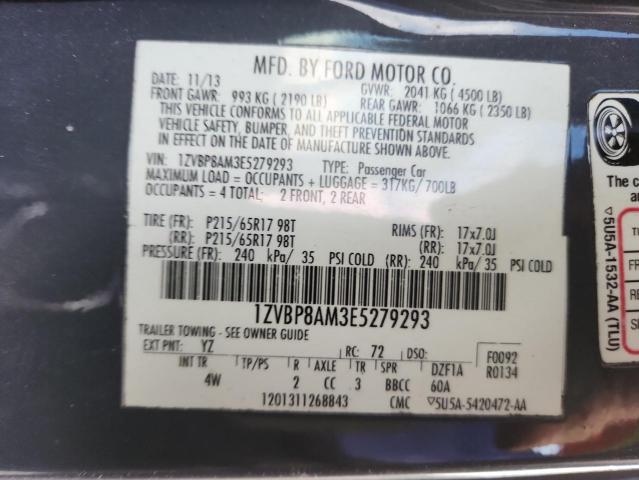 MFD. BY FORD MOTOR CO.
DATE: 11/13 GVWR: 2041 KG ( 4500 LB)
FRONT GAWR: 993 KG ( 2190 LB) REAR GAWR: 1066 KG ( 2350 LB)
THIS VEHICLE CONFORMS TO ALL APPLICABLE FEDERAL MOTOR
VEHICLE SAFETY, BUMPER, AND THEFT PREVENTION STANDARDS
IN EFFECT ON THE DATE OF MANUFACTURE SHOWN ABOVE.
VIN: 1ZVBP8AM3E5279293 TYPE: Passenger Car
MAXIMUM LOAD = OCCUPANTS + LUGGAGE = 317KG/ 700LB
OCCUPANTS = 4 TOTAL: 2 FRONT, 2 REAR
TIRE (FR): P215/65R17 98T RIMS (FR): 17x7.0J
(RR): P215/65R17 98T (RR): 17x7.0J
PRESSURE (FR): 240 kPa/ 35 PSI COLD (RR): 240 kPa/ 35 PSI COLD
1ZVBP8AM3E5279293
TRAILER TOWING - SEE OWNER GUIDE
EXT PNT: YZ RC: 72 DSO: F0092
INT TR TP/PS R AXLE TR SPR DZF1A R0134
4W 2 CC 3 BBCC 60A
1201311268843 CMC ▽5U5A-5420472-AA
The c
an
▽5U5A-1532-AA (TLU)
FR
RE